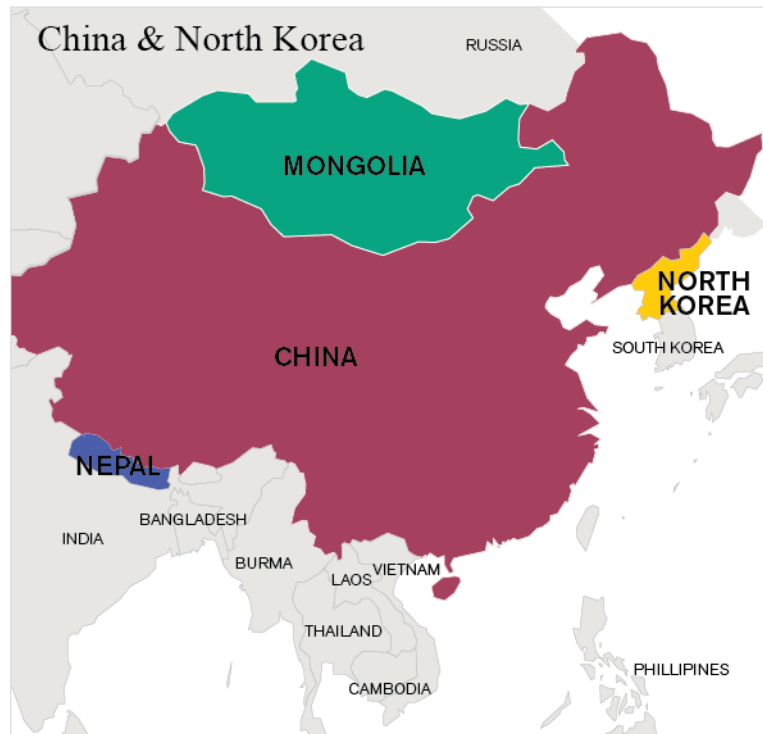 China & North Korea
RUSSIA
MONGOLIA
NORTH
KOREA
SOUTH KOREA
CHINA
NEPAL
BANGLADESH
INDIA
BURMA
VIETNAM
LAOS
THAILAND
PHILLIPINES
CAMBODIA